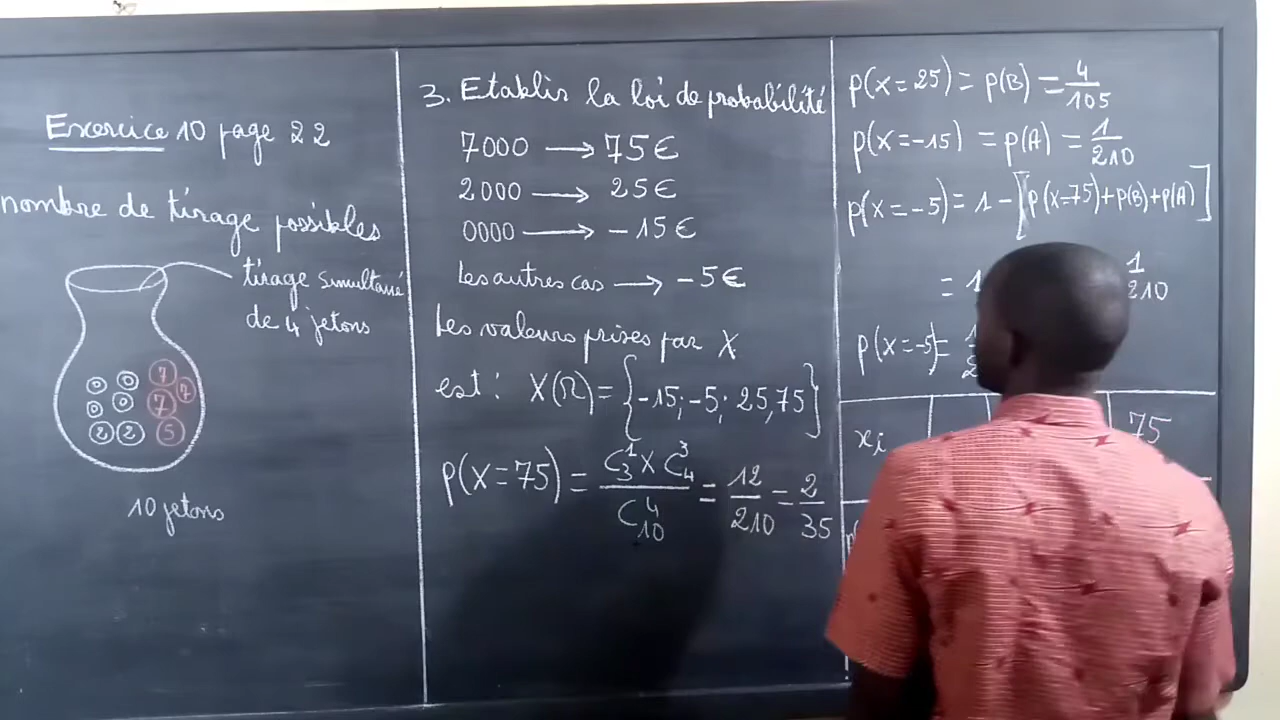 Exercice 10 page 22
nombre de tirage possibles
tirage simultané
de 4 jetons
0 0 7
7
0 0 7
2 2 5
10 jetons
3. Etablir la loi de probabilité
7000 → 75€
2000 → 25€
0000 → -15€
Les autres cas → -5€
Les valeurs prises par X
est : X(Ω) = {-15; -5; 25, 75}
p(X=75) = C₃¹ x C₄³ / C₁₀⁴ = 12/210 = 2/35
p(X=25) = p(B) = 4/105
p(X=-15) = p(A) = 1/210
p(X=-5) = 1 - [p(X=75)+p(B)+p(A)]
= 1 1/210
p(X=-5) =
xi 75